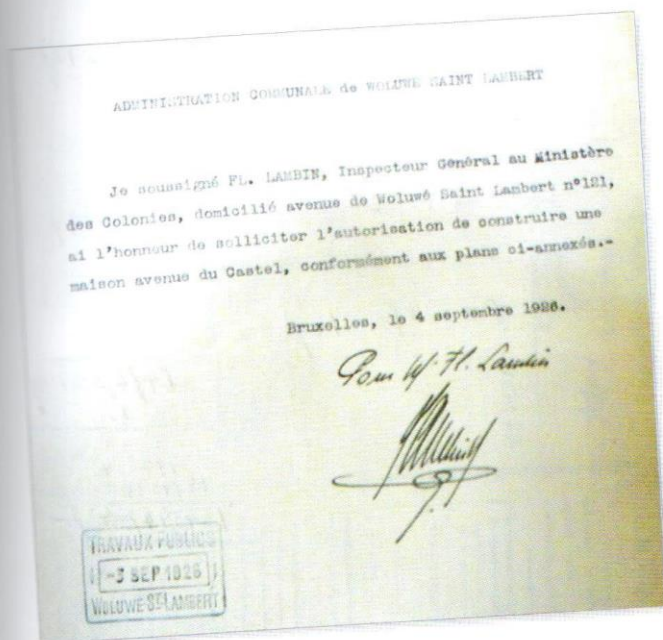 ADMINISTRATION COMMUNALE de WOLUWE SAINT LAMBERT
Je soussigné FL. LAMBIN, Inspecteur Général au Ministère
des Colonies, domicilié avenue de Woluwé Saint Lambert n°121,
ai l'honneur de solliciter l'autorisation de construire une
maison avenue du Castel, conformément aux plans ci-annexés.-
Bruxelles, le 4 septembre 1926.
Pour Mr Fl. Lambin
TRAVAUX PUBLICS
-3 SEP 1926
WOLUWE ST LAMBERT